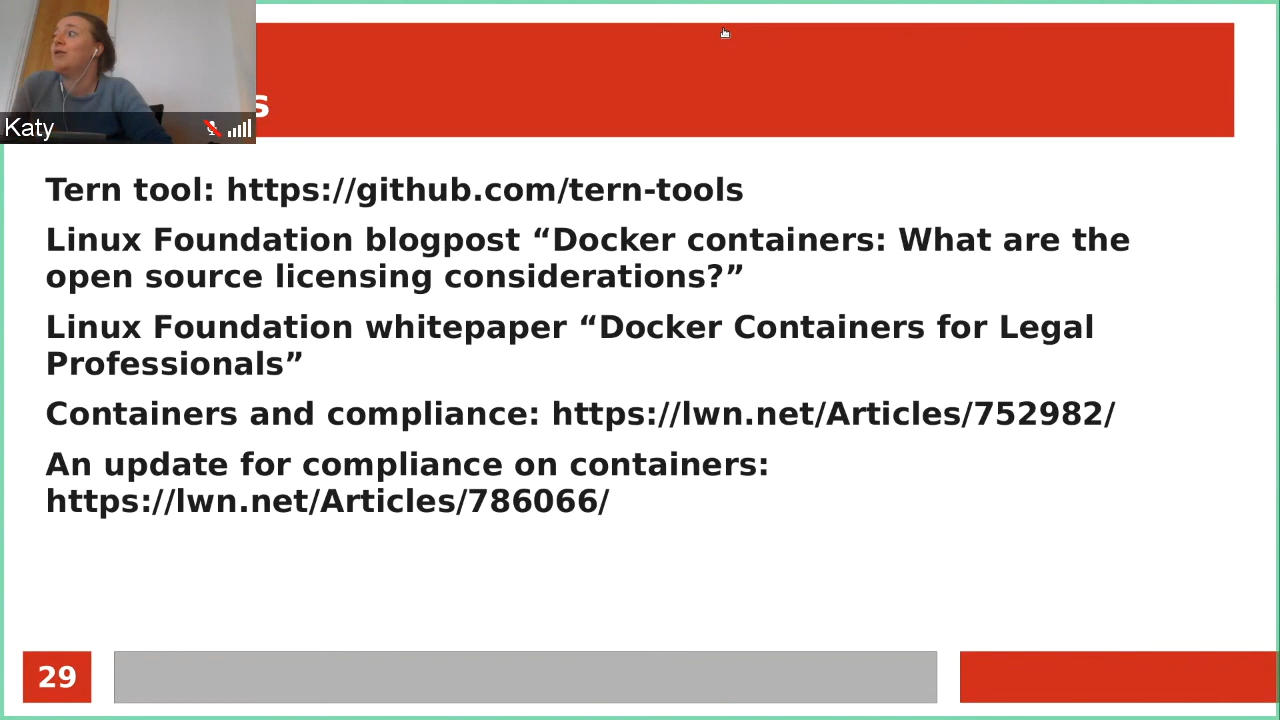 s
Katy
Tern tool: https://github.com/tern-tools
Linux Foundation blogpost “Docker containers: What are the
open source licensing considerations?”
Linux Foundation whitepaper “Docker Containers for Legal
Professionals”
Containers and compliance: https://lwn.net/Articles/752982/
An update for compliance on containers:
https://lwn.net/Articles/786066/
29